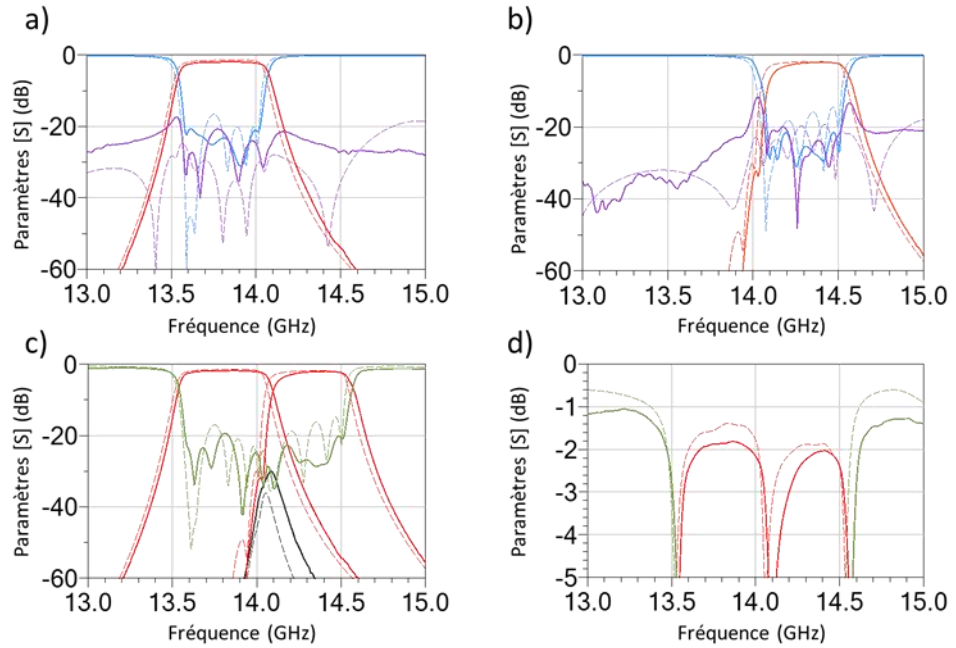 a)
Paramètres [S] (dB)
0
-20
-40
-60
13.0 13.5 14.0 14.5 15.0
Fréquence (GHz)
b)
Paramètres [S] (dB)
0
-20
-40
-60
13.0 13.5 14.0 14.5 15.0
Fréquence (GHz)
c)
Paramètres [S] (dB)
0
-20
-40
-60
13.0 13.5 14.0 14.5 15.0
Fréquence (GHz)
d)
Paramètres [S] (dB)
0
-1
-2
-3
-4
-5
13.0 13.5 14.0 14.5 15.0
Fréquence (GHz)